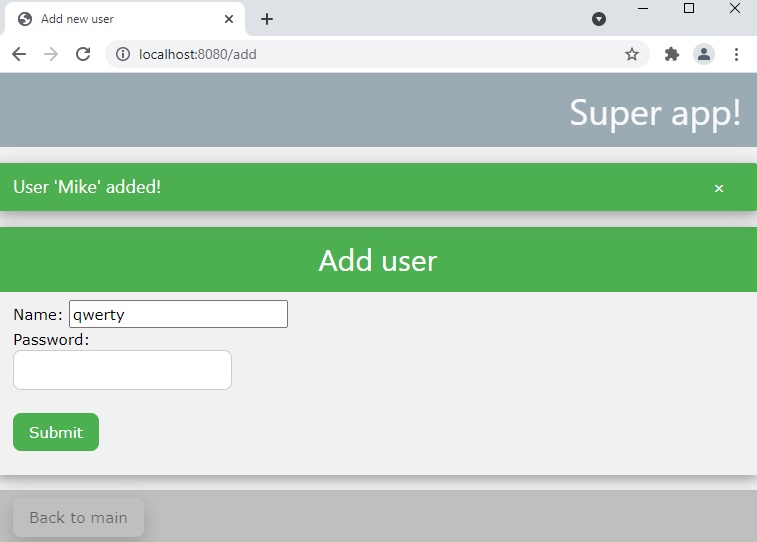 Add new user
localhost:8080/add
Super app!
User 'Mike' added!
×
Add user
Name: qwerty
Password:
Submit
Back to main